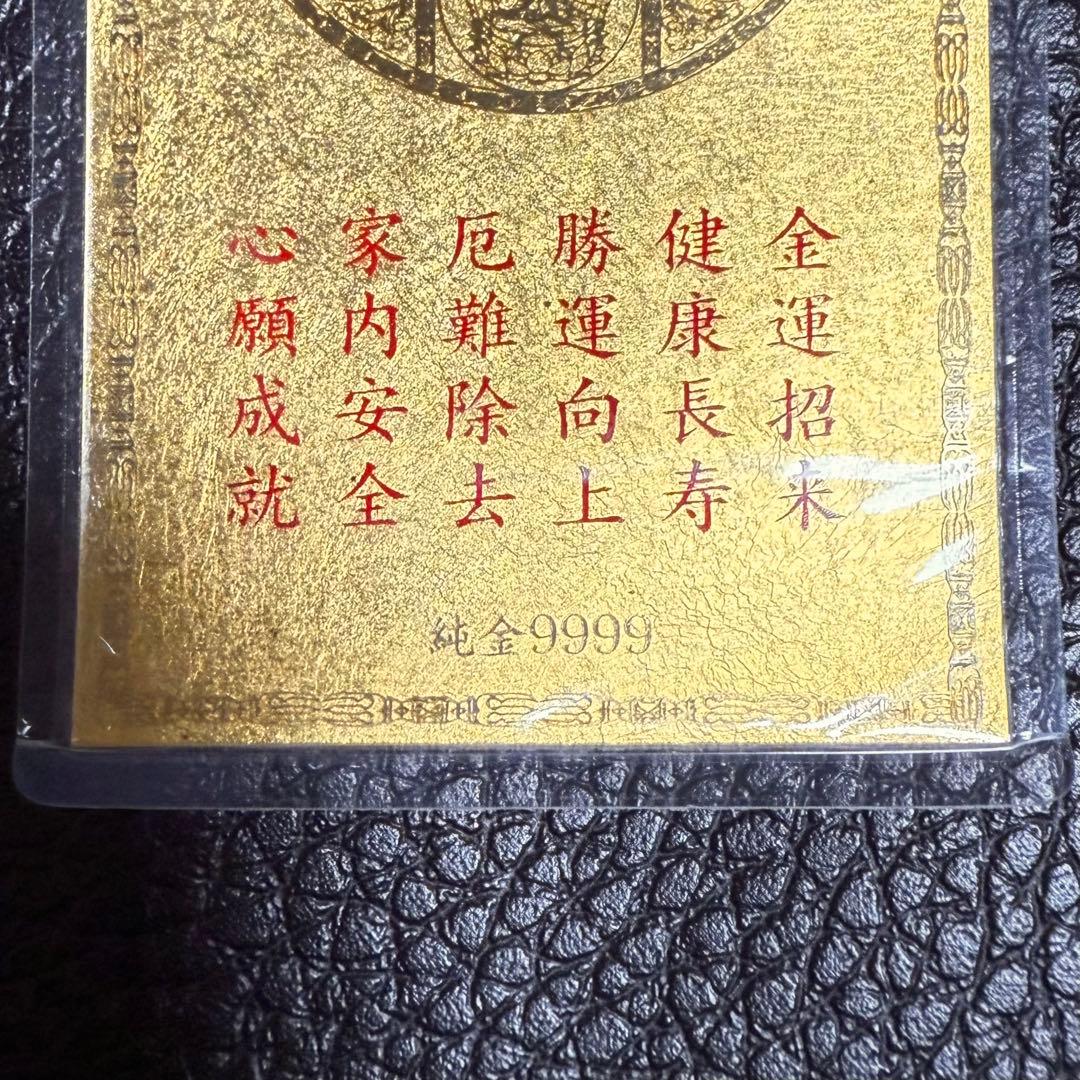 金運招来
健康長寿
勝運向上
厄難除去
家内安全
心願成就
純金9999